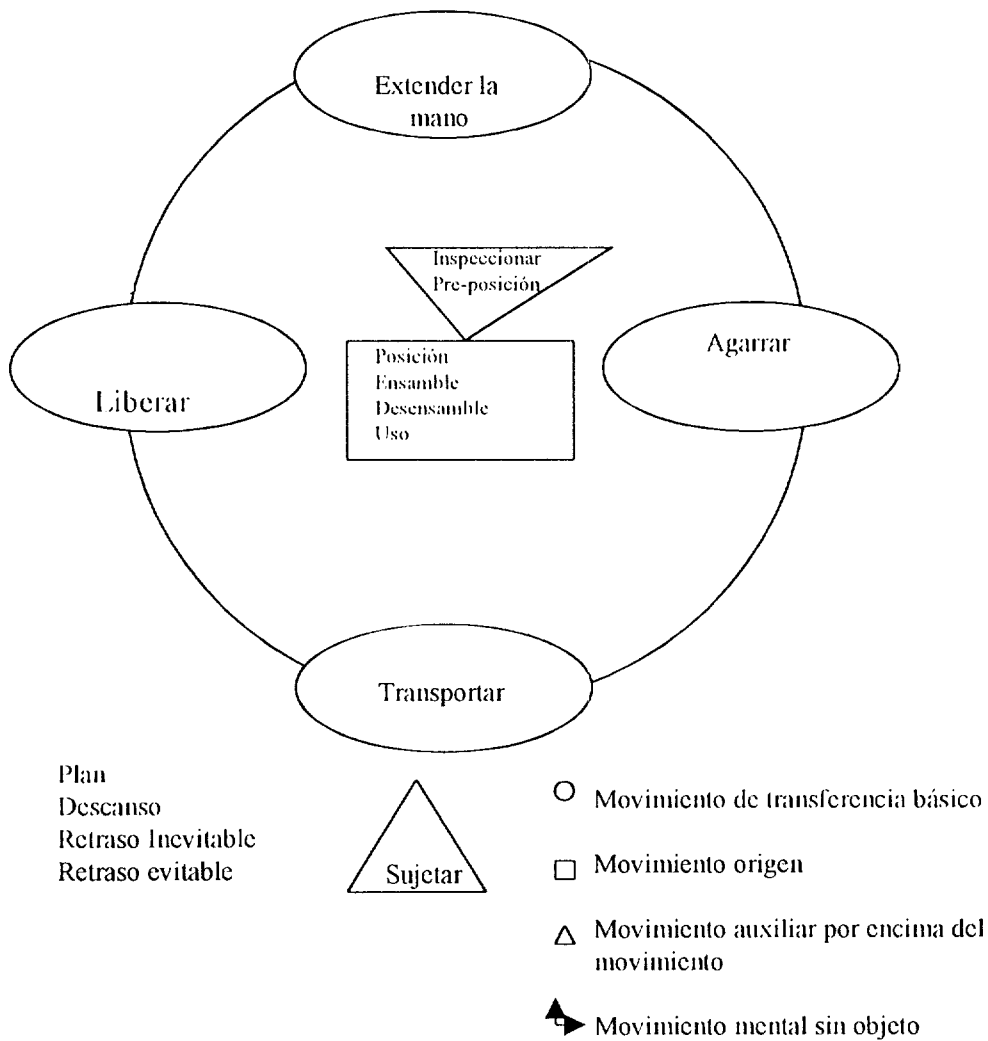 Extender la
mano
Inspeccionar
Pre-posición
Agarrar
Liberar
Posición
Ensamble
Desensamble
Uso
Transportar
Plan
Descanso
Retraso Inevitable
Retraso evitable
Sujetar
Movimiento de transferencia básico
Movimiento origen
Movimiento auxiliar por encima del
movimiento
Movimiento mental sin objeto